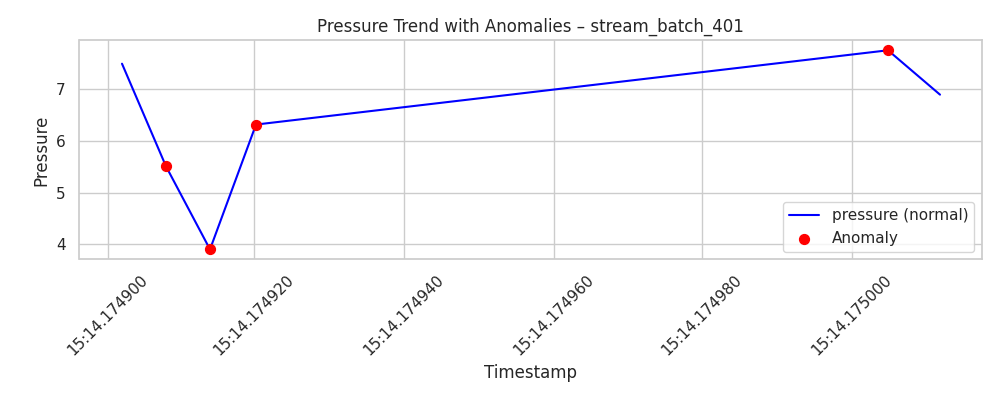 Pressure Trend with Anomalies – stream_batch_401
Pressure
7
6
5
4
pressure (normal)
Anomaly
15:14.174900
15:14.174920
15:14.174940
15:14.174960
15:14.174980
15:14.175000
Timestamp